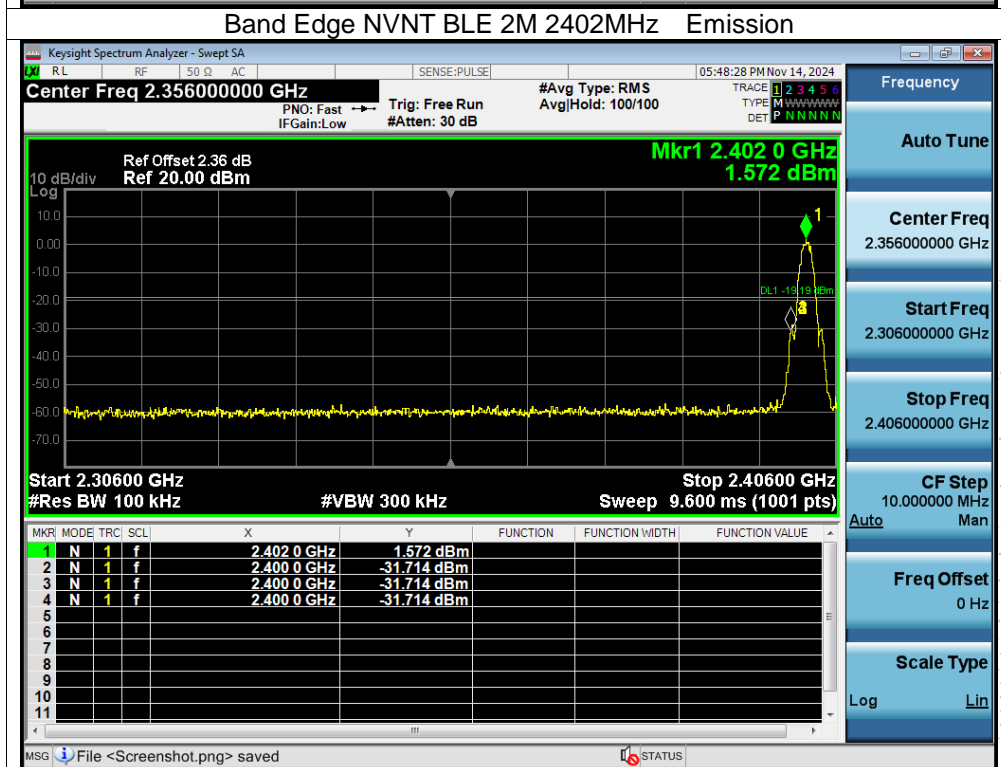 Band Edge NVNT BLE 2M 2402MHz Emission
Keysight Spectrum Analyzer - Swept SA
LXI RL RF 50 Ω AC SENSE:PULSE 05:48:28 PM Nov 14, 2024
Center Freq 2.356000000 GHz #Avg Type: RMS TRACE 1 2 3 4 5 6
PNO: Fast Trig: Free Run Avg|Hold: 100/100 TYPE M WWWWW
IFGain:Low #Atten: 30 dB DET P N N N N N
Mkr1 2.402 0 GHz
1.572 dBm
Ref Offset 2.36 dB
10 dB/div Ref 20.00 dBm
Log
10.0
0.00
-10.0
-20.0
-30.0
-40.0
-50.0
-60.0
-70.0
1
DL1 -19.19 dBm
Start 2.30600 GHz Stop 2.40600 GHz
#Res BW 100 kHz #VBW 300 kHz Sweep 9.600 ms (1001 pts)
MKR MODE TRC SCL X Y FUNCTION FUNCTION WIDTH FUNCTION VALUE
1 N 1 f 2.402 0 GHz 1.572 dBm
2 N 1 f 2.400 0 GHz -31.714 dBm
3 N 1 f 2.400 0 GHz -31.714 dBm
4 N 1 f 2.400 0 GHz -31.714 dBm
5
6
7
8
9
10
11
MSG File <Screenshot.png> saved STATUS
Frequency
Auto Tune
Center Freq
2.356000000 GHz
Start Freq
2.306000000 GHz
Stop Freq
2.406000000 GHz
CF Step
10.000000 MHz
Auto Man
Freq Offset
0 Hz
Scale Type
Log Lin